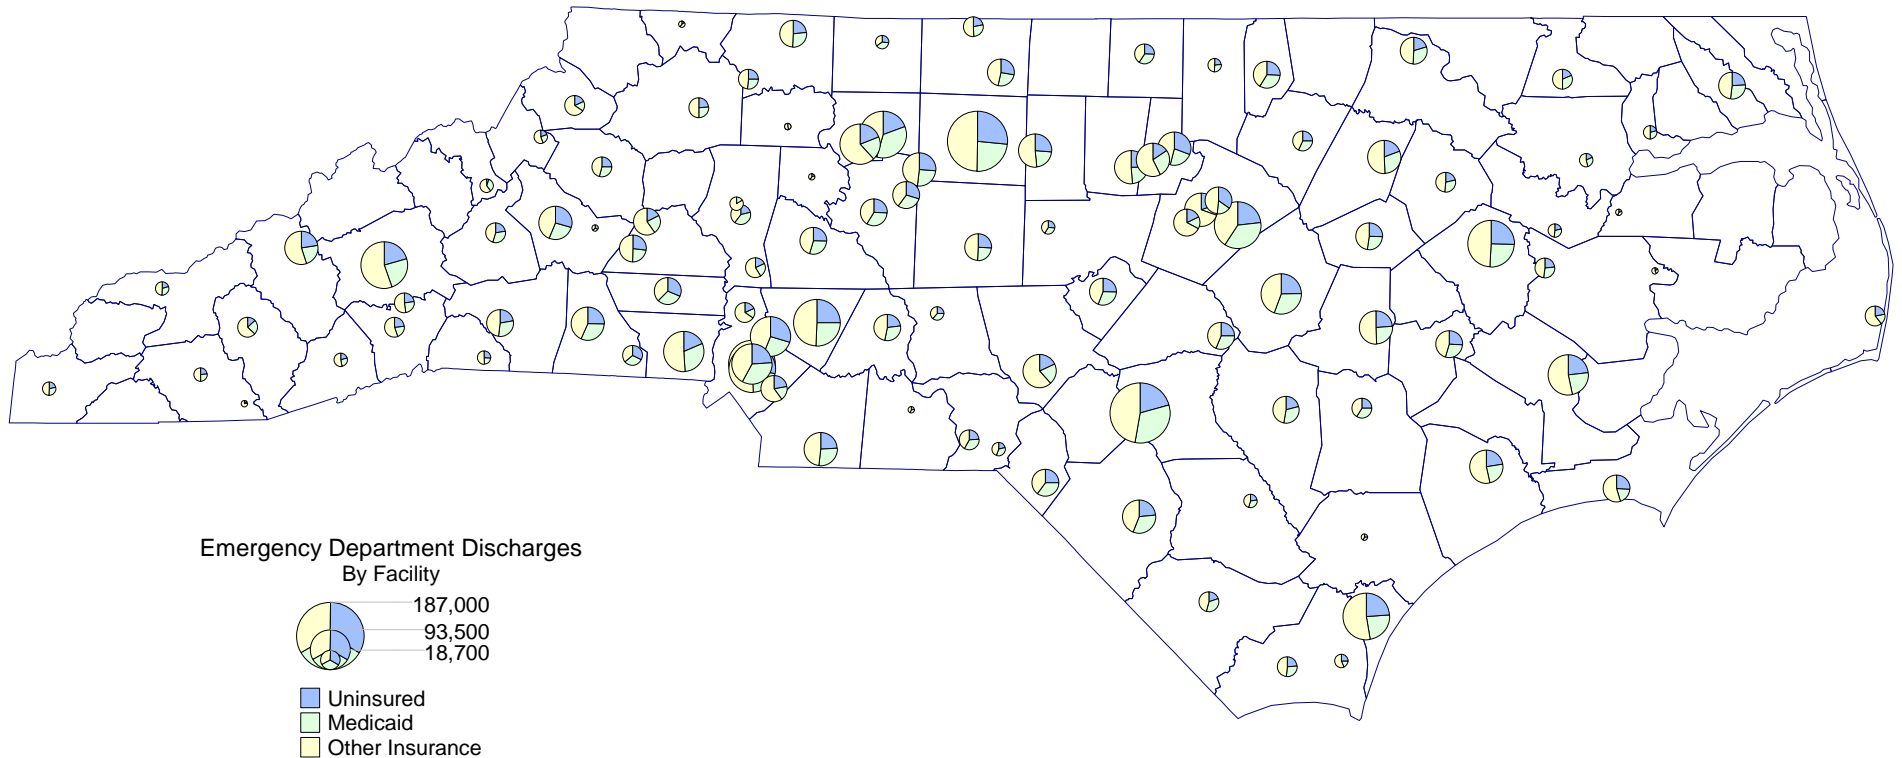 Emergency Department Discharges
By Facility
187,000
93,500
18,700
Uninsured
Medicaid
Other Insurance